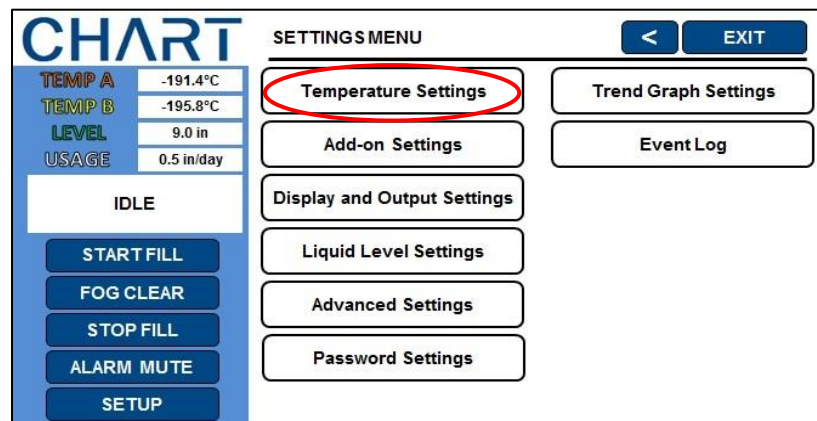 CHART
SETTINGS MENU
<
EXIT
TEMP A
-191.4°C
TEMP B
-195.8°C
LEVEL
9.0 in
USAGE
0.5 in/day
IDLE
START FILL
FOG CLEAR
STOP FILL
ALARM MUTE
SETUP
Temperature Settings
Add-on Settings
Display and Output Settings
Liquid Level Settings
Advanced Settings
Password Settings
Trend Graph Settings
Event Log